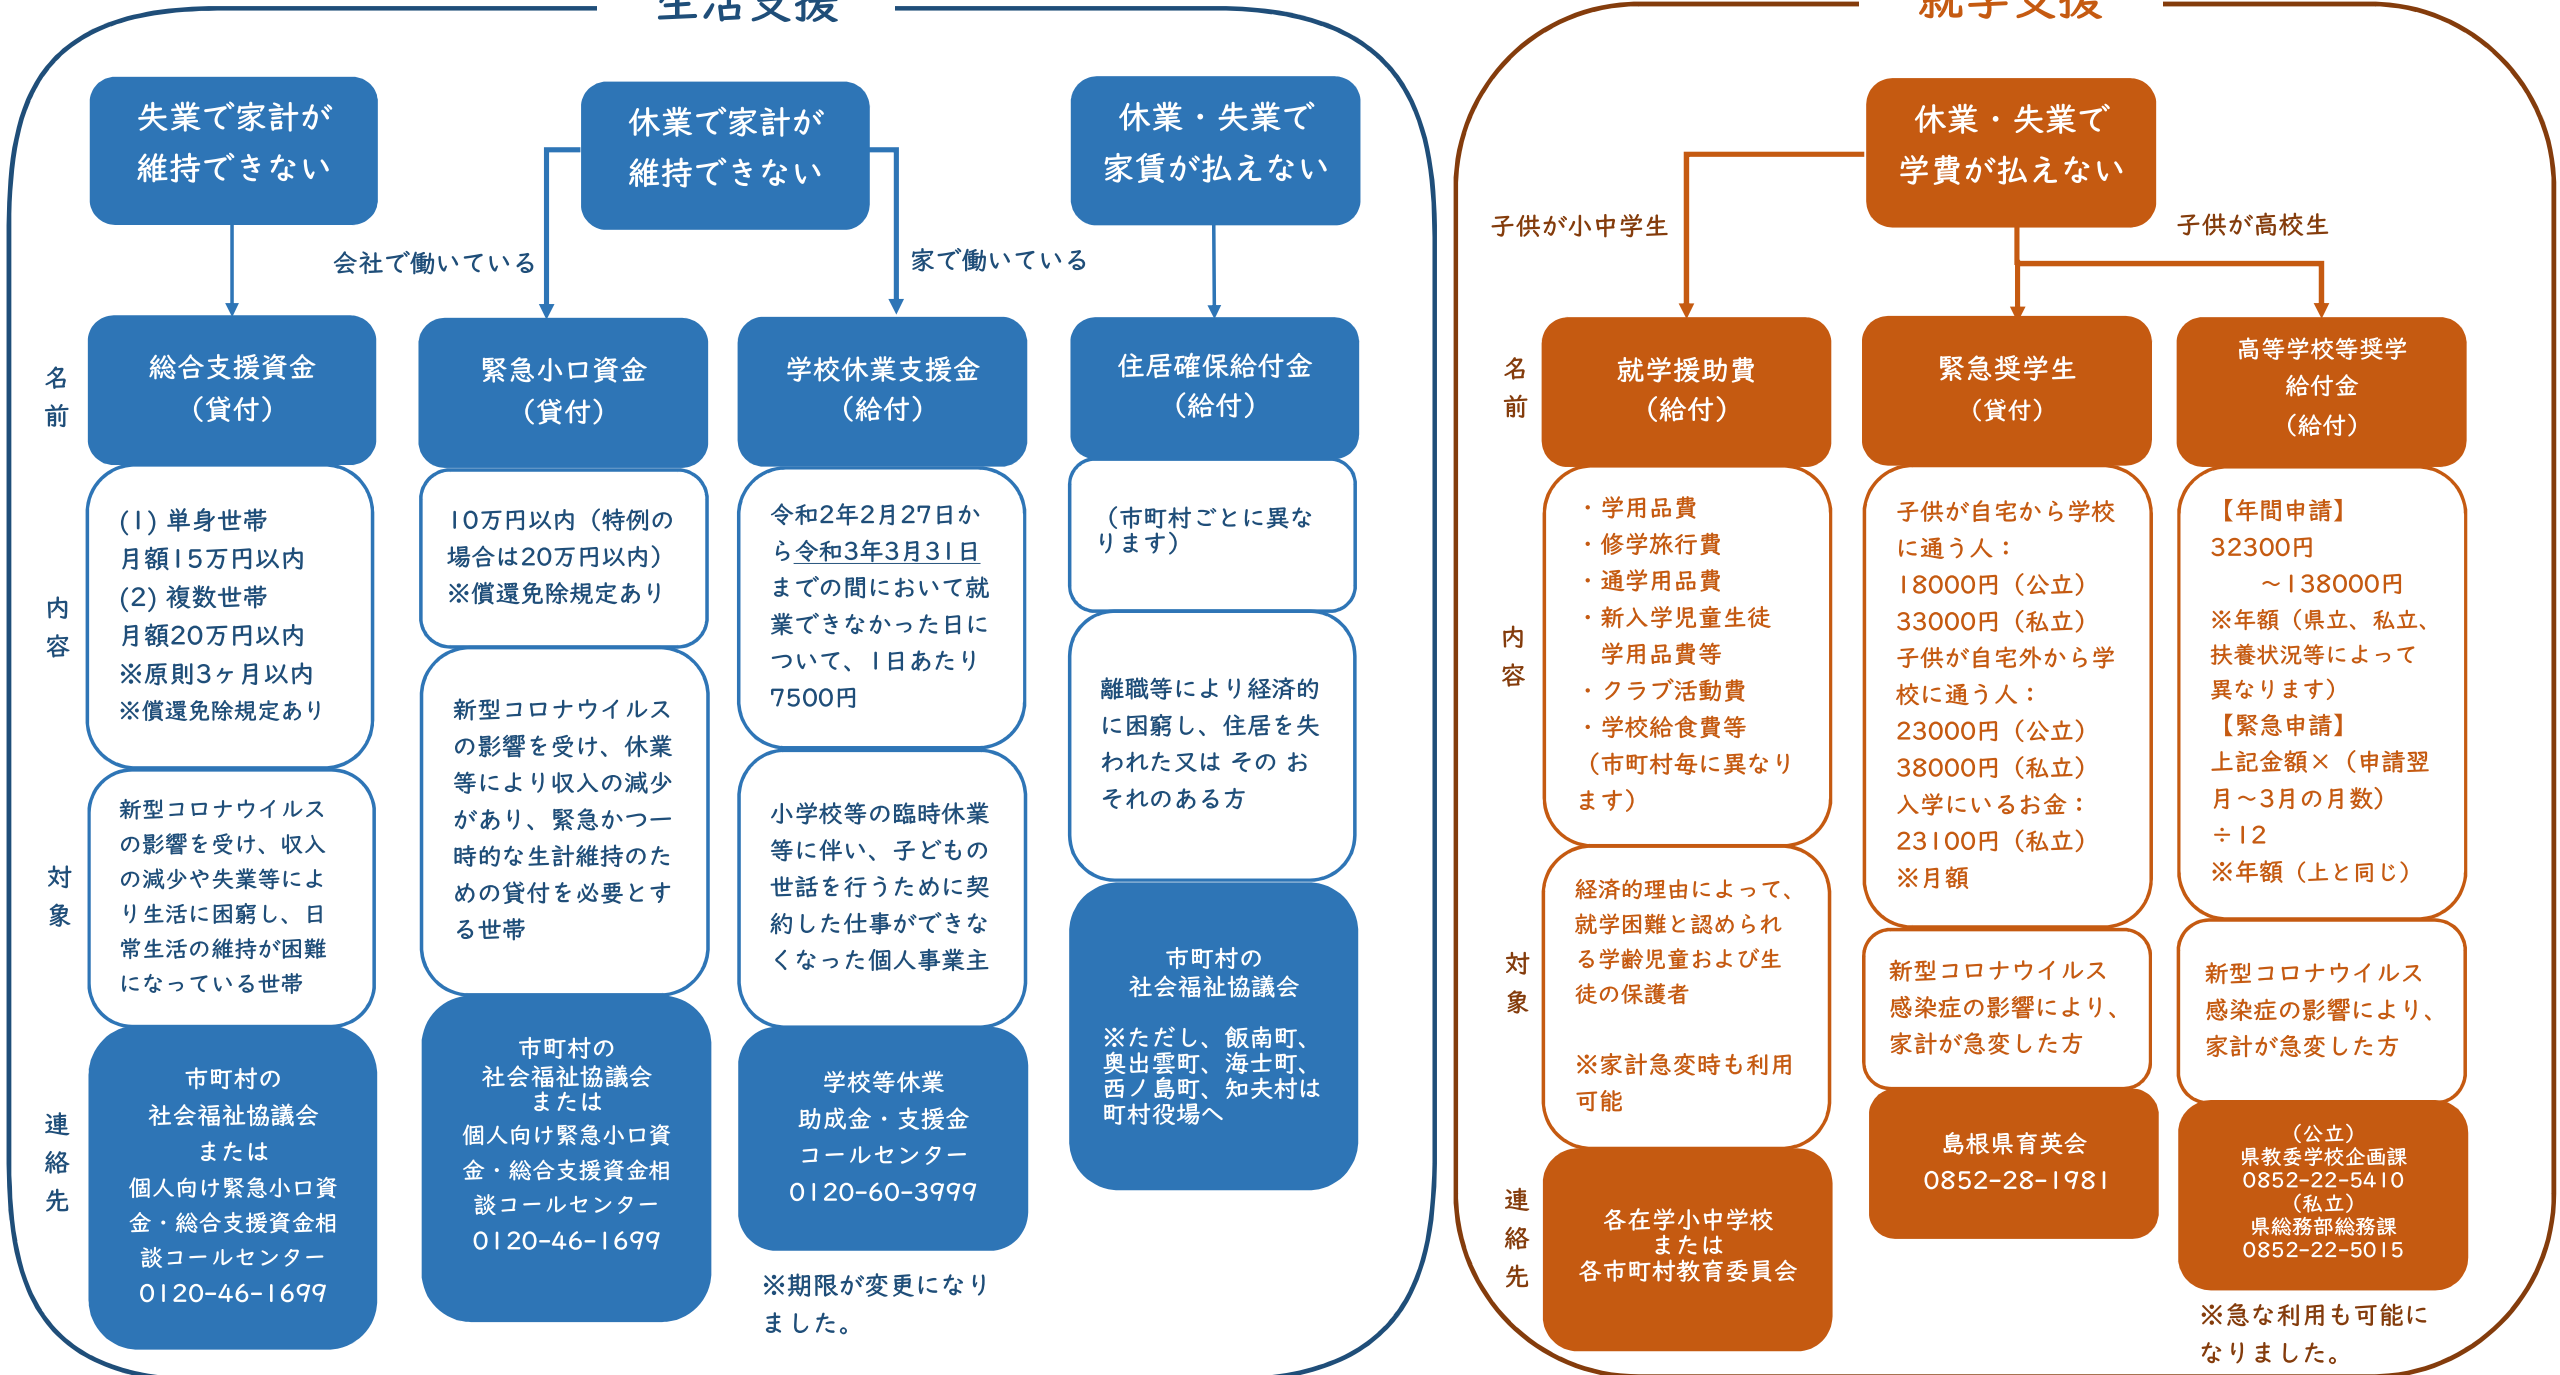 生活支援
失業で家計が
維持できない
休業で家計が
維持できない
休業・失業で
家賃が払えない
会社で働いている
家で働いている
名前
内容
対象
連絡先
総合支援資金
（貸付）
(1) 単身世帯
月額15万円以内
(2) 複数世帯
月額20万円以内
※原則3ヶ月以内
※償還免除規定あり
新型コロナウイルス
の影響を受け、収入
の減少や失業等によ
り生活に困窮し、日
常生活の維持が困難
になっている世帯
市町村の
社会福祉協議会
または
個人向け緊急小口資
金・総合支援資金相
談コールセンター
0120-46-1699
緊急小口資金
（貸付）
10万円以内（特例の
場合は20万円以内）
※償還免除規定あり
新型コロナウイルス
の影響を受け、休業
等により収入の減少
があり、緊急かつ一
時的な生計維持のた
めの貸付を必要とす
る世帯
市町村の
社会福祉協議会
または
個人向け緊急小口資
金・総合支援資金相
談コールセンター
0120-46-1699
学校休業支援金
（給付）
令和2年2月27日か
ら令和3年3月31日
までの間において就
業できなかった日に
ついて、1日あたり
7500円
小学校等の臨時休業
等に伴い、子どもの
世話を行うために契
約した仕事ができな
くなった個人事業主
学校等休業
助成金・支援金
コールセンター
0120-60-3999
※期限が変更になり
ました。
住居確保給付金
（給付）
（市町村ごとに異な
ります）
離職等により経済的
に困窮し、住居を失
われた又は その お
それのある方
市町村の
社会福祉協議会
※ただし、飯南町、
奥出雲町、海士町、
西ノ島町、知夫村は
町村役場へ
就学支援
休業・失業で
学費が払えない
子供が小中学生
子供が高校生
名前
内容
対象
連絡先
就学援助費
（給付）
・学用品費
・修学旅行費
・通学用品費
・新入学児童生徒
学用品費等
・クラブ活動費
・学校給食費等
（市町村毎に異なり
ます）
経済的理由によって、
就学困難と認められ
る学齢児童および生
徒の保護者
※家計急変時も利用
可能
各在学小中学校
または
各市町村教育委員会
緊急奨学生
（貸付）
子供が自宅から学校
に通う人：
18000円（公立）
33000円（私立）
子供が自宅外から学
校に通う人：
23000円（公立）
38000円（私立）
入学にいるお金：
23100円（私立）
※月額
新型コロナウイルス
感染症の影響により、
家計が急変した方
島根県育英会
0852-28-1981
高等学校等奨学
給付金
（給付）
【年間申請】
32300円
～138000円
※年額（県立、私立、
扶養状況等によって
異なります）
【緊急申請】
上記金額×（申請翌
月～3月の月数）
÷12
※年額（上と同じ）
新型コロナウイルス
感染症の影響により、
家計が急変した方
（公立）
県教委学校企画課
0852-22-5410
（私立）
県総務部総務課
0852-22-5015
※急な利用も可能に
なりました。